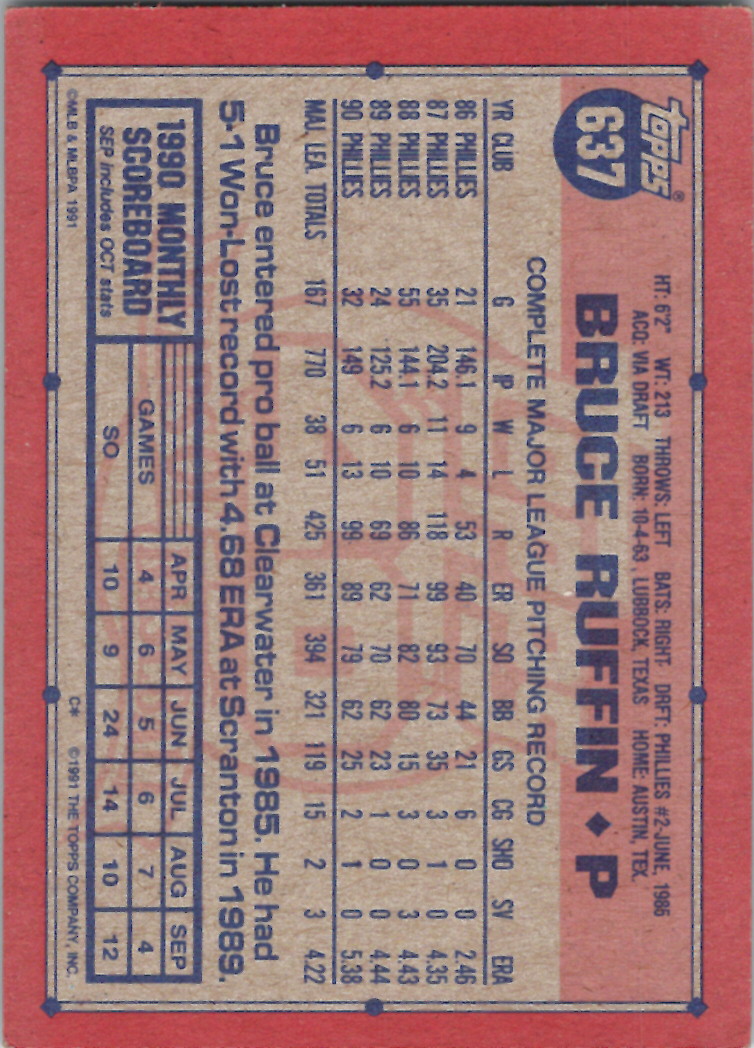 Topps®
637
HT: 6'2" WT: 213 THROWS: LEFT BATS: RIGHT DRFT: PHILLIES #2-JUNE, 1986
ACQ: VIA DRAFT BORN: 10-4-63, LUBBOCK, TEXAS HOME: AUSTIN, TEX.
BRUCE RUFFIN ♦ P
COMPLETE MAJOR LEAGUE PITCHING RECORD
YR CLUB G IP W L R ER SO BB GS CG SHO SV ERA
86 PHILLIES 21 146.1 9 4 53 40 70 44 21 6 0 0 2.46
87 PHILLIES 35 204.2 11 14 118 99 93 73 35 3 1 0 4.35
88 PHILLIES 55 144.1 6 10 86 71 82 80 15 3 0 3 4.43
89 PHILLIES 24 125.2 6 10 69 62 70 62 23 1 0 0 4.44
90 PHILLIES 32 149 6 13 99 89 79 62 25 2 1 0 5.38
MAJ. LEA. TOTALS 167 770 38 51 425 361 394 321 119 15 2 3 4.22
Bruce entered pro ball at Clearwater in 1985. He had
5-1 Won-Lost record with 4.68 ERA at Scranton in 1989.
1990 MONTHLY
SCOREBOARD
SEP includes OCT stats
APR MAY JUN JUL AUG SEP
GAMES 4 6 5 6 7 4
SO 10 9 24 14 10 12
©MLB & MLBPA 1991 C* ©1991 THE TOPPS COMPANY, INC.